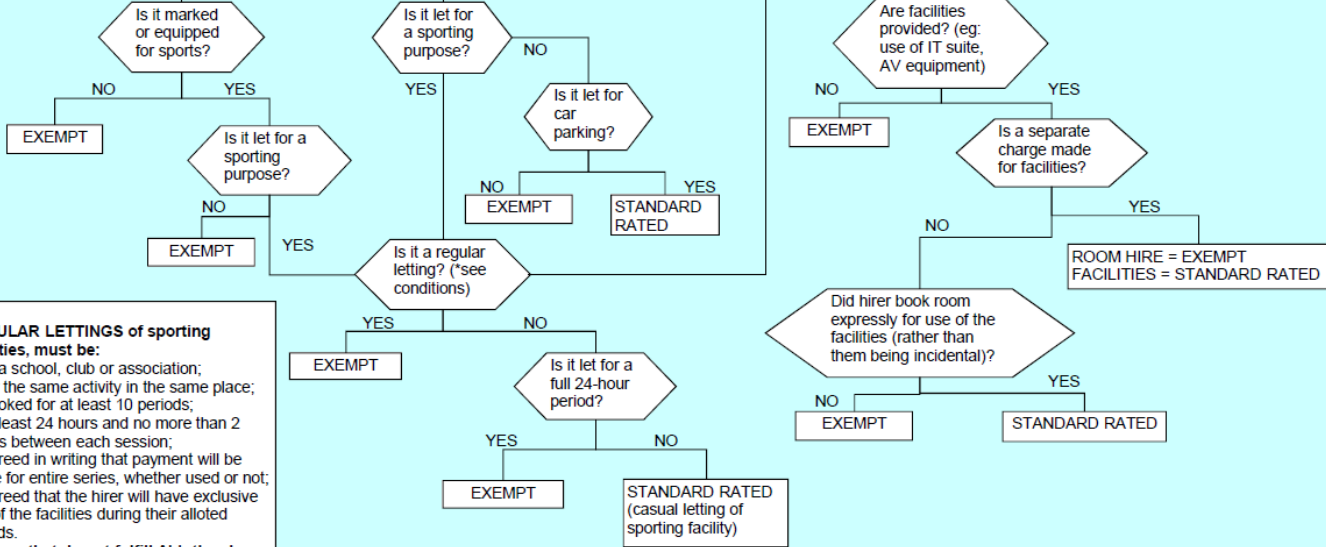 Is it marked
or equipped
for sports?
NO
YES
EXEMPT
Is it let for a
sporting
purpose?
NO
YES
EXEMPT
Is it let for
a sporting
purpose?
NO
YES
Is it let for
car
parking?
NO
YES
EXEMPT
STANDARD
RATED
Is it a regular
letting? (*see
conditions)
YES
NO
EXEMPT
Is it let for a
full 24-hour
period?
YES
NO
EXEMPT
STANDARD RATED
(casual letting of
sporting facility)
Are facilities
provided? (eg:
use of IT suite,
AV equipment)
NO
YES
EXEMPT
Is a separate
charge made
for facilities?
NO
YES
ROOM HIRE = EXEMPT
FACILITIES = STANDARD RATED
Did hirer book room
expressly for use of the
facilities (rather than
them being incidental)?
NO
YES
EXEMPT
STANDARD RATED
LETTINGS of sporting
must be:
a school, club or association;
the same activity in the same place;
for at least 10 periods;
least 24 hours and no more than 2
between each session;
in writing that payment will be
for entire series, whether used or not;
that the hirer will have exclusive
of the facilities during their alloted